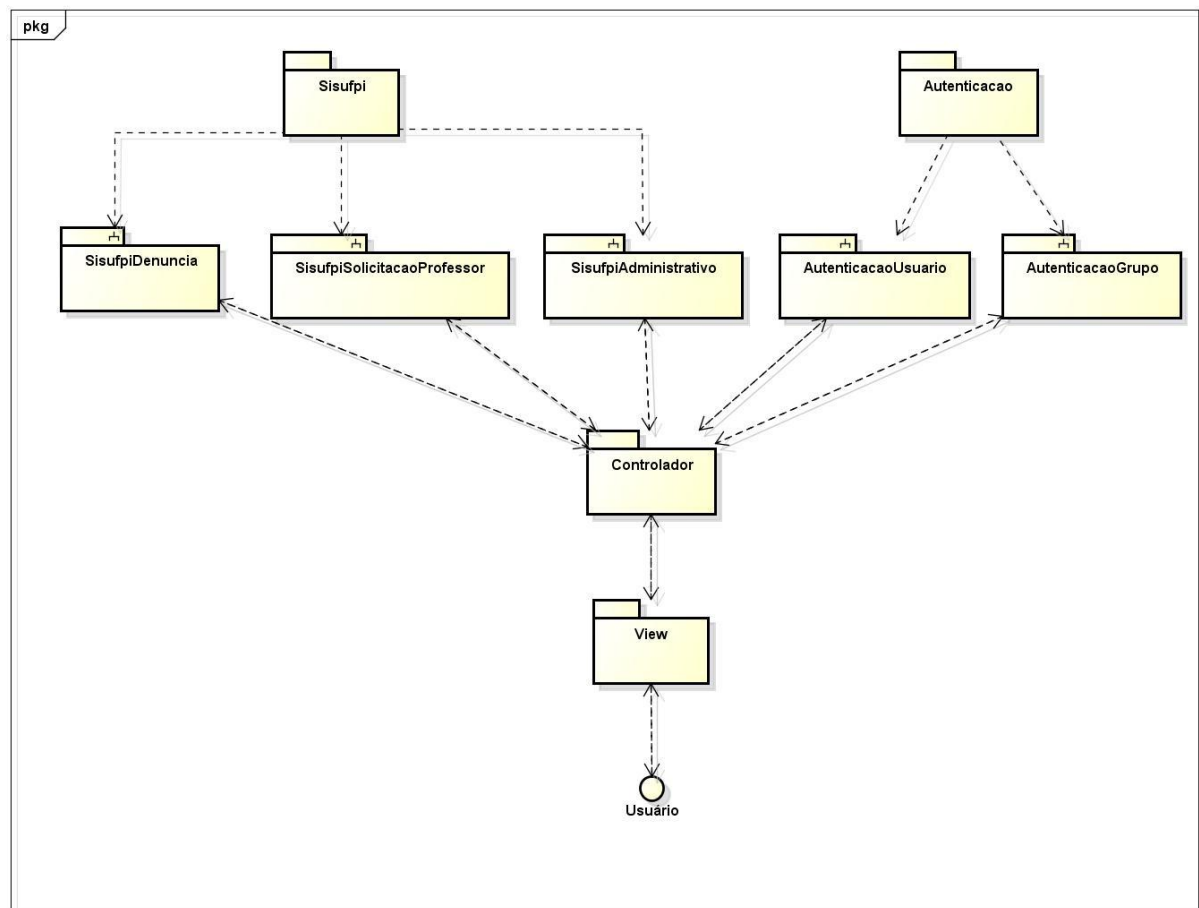 pkg
Sisufpi
Autenticacao
SisufpiDenuncia
SisufpiSolicitacaoProfessor
SisufpiAdministrativo
AutenticacaoUsuario
AutenticacaoGrupo
Controlador
View
Usuário